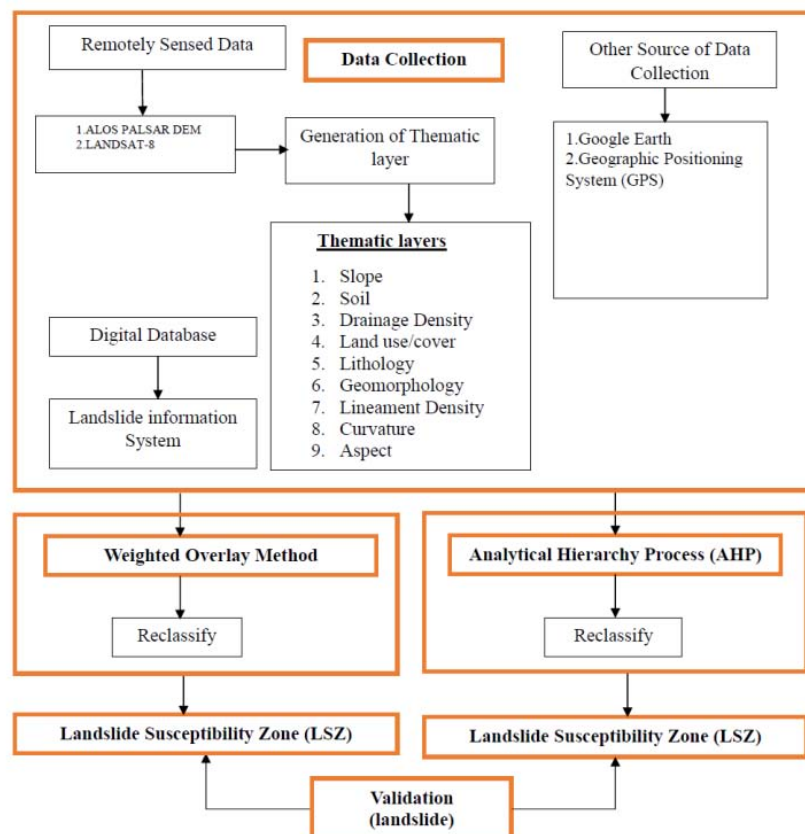 Remotely Sensed Data
Data Collection
Other Source of Data
Collection
1.ALOS PALSAR DEM
2.LANDSAT-8
Generation of Thematic
layer
1.Google Earth
2.Geographic Positioning
System (GPS)
Thematic layers
1. Slope
2. Soil
3. Drainage Density
4. Land use/cover
5. Lithology
6. Geomorphology
7. Lineament Density
8. Curvature
9. Aspect
Digital Database
Landslide information
System
Weighted Overlay Method
Reclassify
Analytical Hierarchy Process (AHP)
Reclassify
Landslide Susceptibility Zone (LSZ)
Landslide Susceptibility Zone (LSZ)
Validation
(landslide)